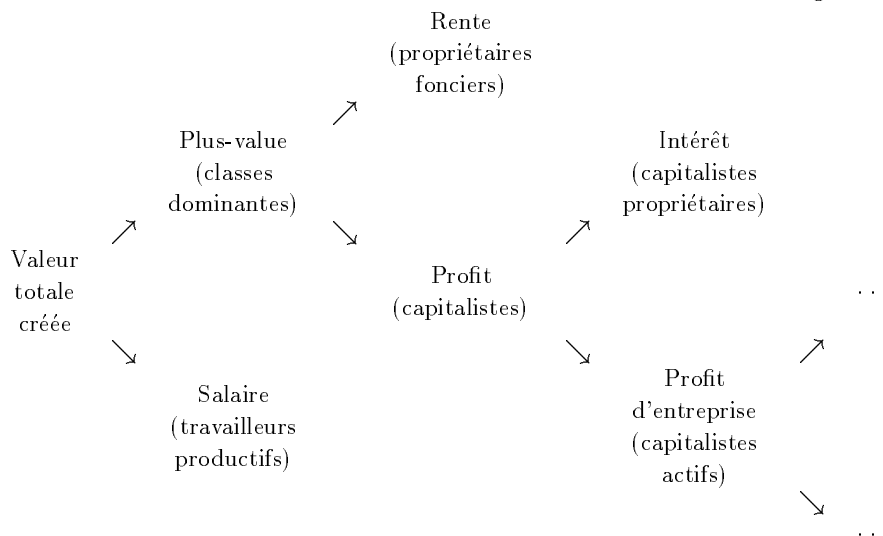 Rente
(propriétaires
fonciers)
Plus-value
(classes
dominantes)
Intérêt
(capitalistes
propriétaires)
Valeur
totale
créée
Profit
(capitalistes)
. .
Salaire
(travailleurs
productifs)
Profit
d'entreprise
(capitalistes
actifs)
. .